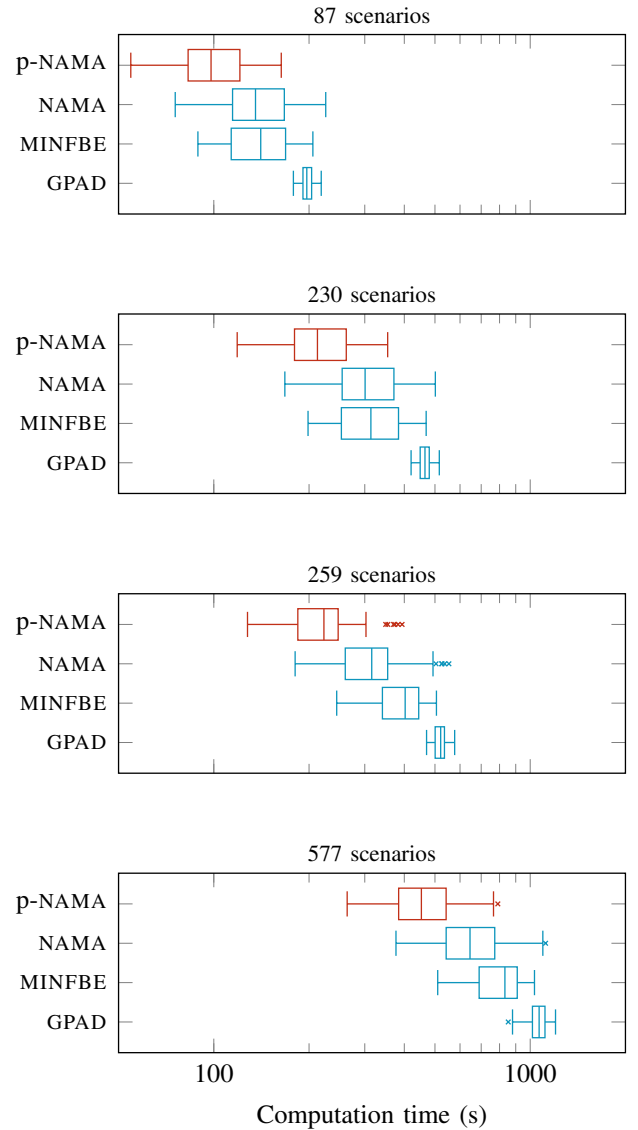 87 scenarios
p-NAMA
NAMA
MINFBE
GPAD
230 scenarios
p-NAMA
NAMA
MINFBE
GPAD
259 scenarios
p-NAMA
NAMA
MINFBE
GPAD
577 scenarios
p-NAMA
NAMA
MINFBE
GPAD
100 1000
Computation time (s)